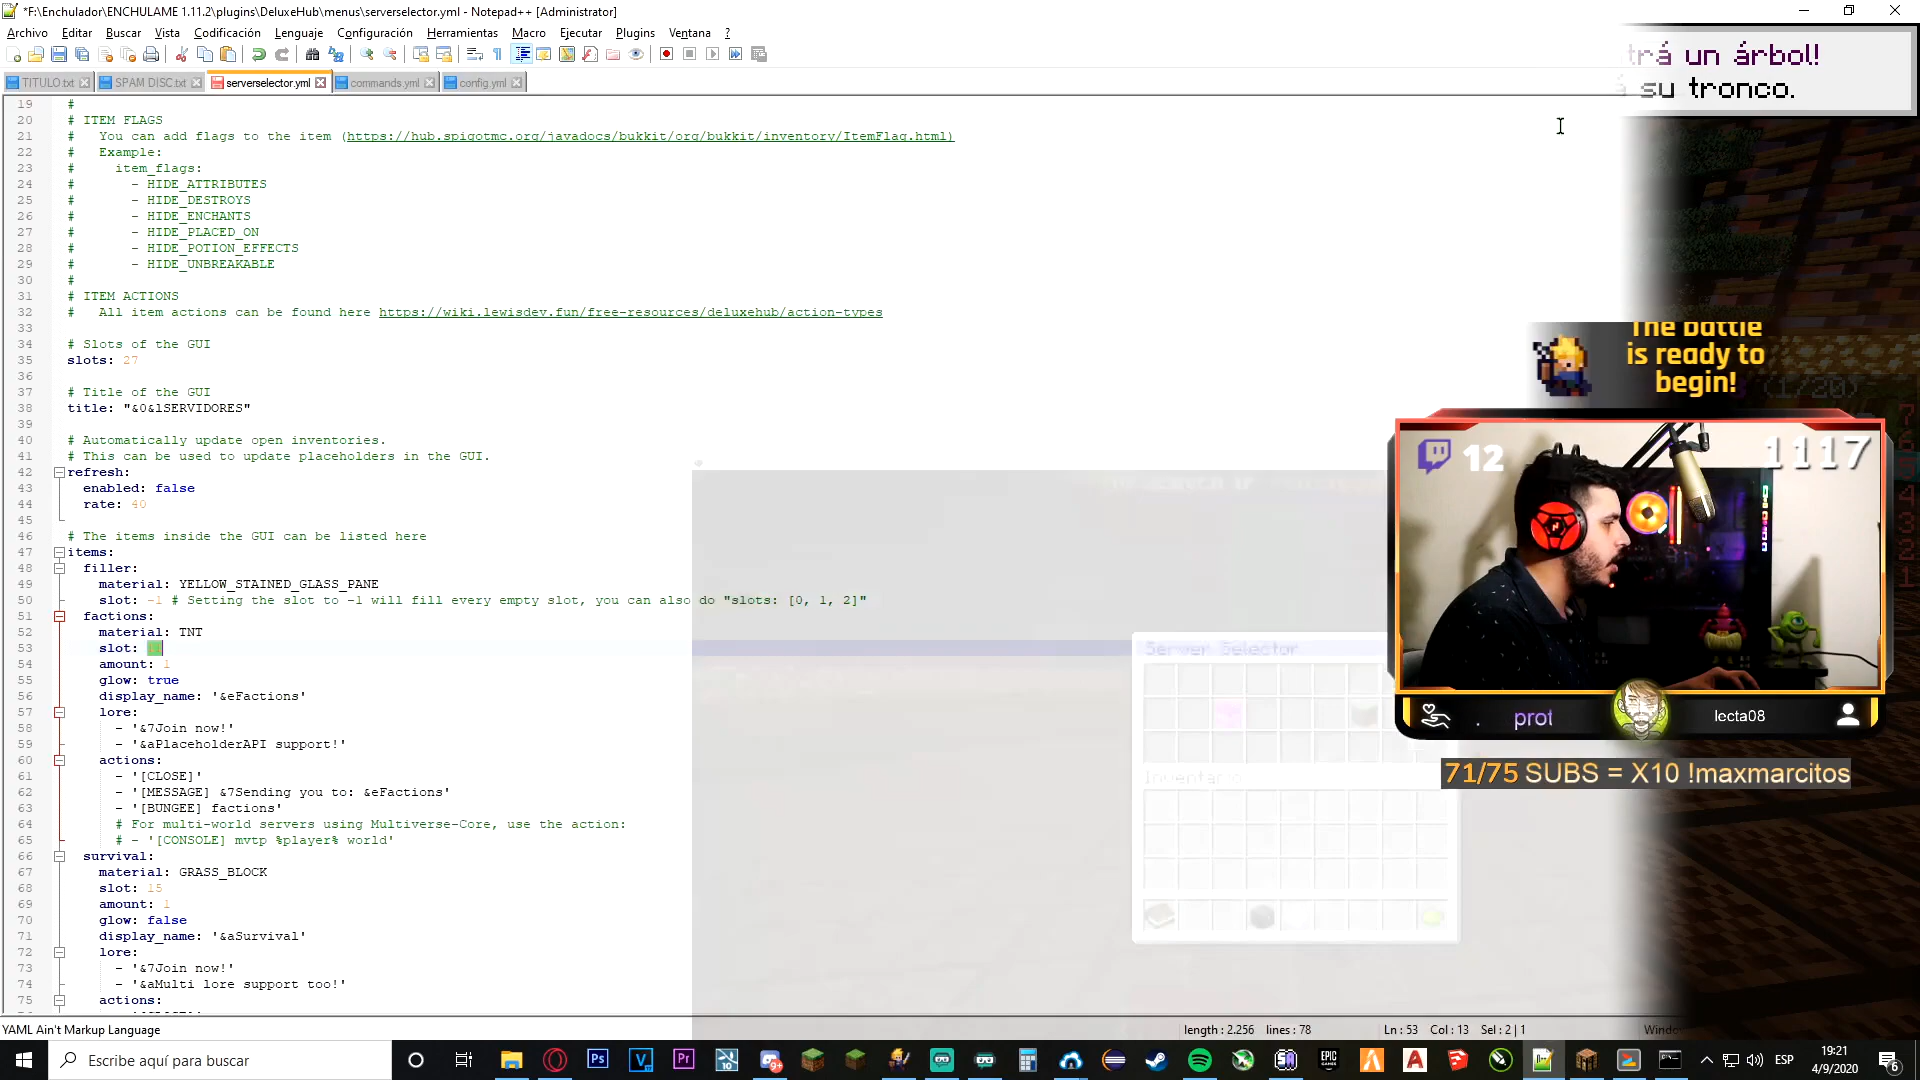 *F:\Enchulador\ENCHULAME 1.11.2\plugins\DeluxeHub\menus\serverselector.yml - Notepad++ [Administrator]
Archivo Editar Buscar Vista Codificación Lenguaje Configuración Herramientas Macro Ejecutar Plugins Ventana ?
TITULO.txt SPAM DISC.txt serverselector.yml commands.yml config.yml
trá un árbol!
su tronco.
19 #
20 # ITEM FLAGS
21 # You can add flags to the item (https://hub.spigotmc.org/javadocs/bukkit/org/bukkit/inventory/ItemFlag.html)
22 # Example:
23 # item_flags:
24 # - HIDE_ATTRIBUTES
25 # - HIDE_DESTROYS
26 # - HIDE_ENCHANTS
27 # - HIDE_PLACED_ON
28 # - HIDE_POTION_EFFECTS
29 # - HIDE_UNBREAKABLE
30 #
31 # ITEM ACTIONS
32 # All item actions can be found here https://wiki.lewisdev.fun/free-resources/deluxehub/action-types
33
34 # Slots of the GUI
35 slots: 27
36
37 # Title of the GUI
38 title: "&0&lSERVIDORES"
39
40 # Automatically update open inventories.
41 # This can be used to update placeholders in the GUI.
42 refresh:
43 enabled: false
44 rate: 40
45
46 # The items inside the GUI can be listed here
47 items:
48 filler:
49 material: YELLOW_STAINED_GLASS_PANE
50 slot: -1 # Setting the slot to -1 will fill every empty slot, you can also do "slots: [0, 1, 2]"
51 factions:
52 material: TNT
53 slot:
54 amount: 1
55 glow: true
56 display_name: '&eFactions'
57 lore:
58 - '&7Join now!'
59 - '&aPlaceholderAPI support!'
60 actions:
61 - '[CLOSE]'
62 - '[MESSAGE] &7Sending you to: &eFactions'
63 - '[BUNGEE] factions'
64 # For multi-world servers using Multiverse-Core, use the action:
65 # - '[CONSOLE] mvtp %player% world'
66 survival:
67 material: GRASS_BLOCK
68 slot: 15
69 amount: 1
70 glow: false
71 display_name: '&aSurvival'
72 lore:
73 - '&7Join now!'
74 - '&aMulti lore support too!'
75 actions:
The battle
is ready to
begin!
(1/20)
7
6
5
4
3
2
1
12
1117
prot
lecta08
71/75 SUBS = X10 !maxmarcitos
Server Selector
Inventario
YAML Ain't Markup Language
length : 2.256 lines : 78
Ln : 53 Col : 13 Sel : 2 | 1
Escribe aquí para buscar
ESP
19:21
4/9/2020